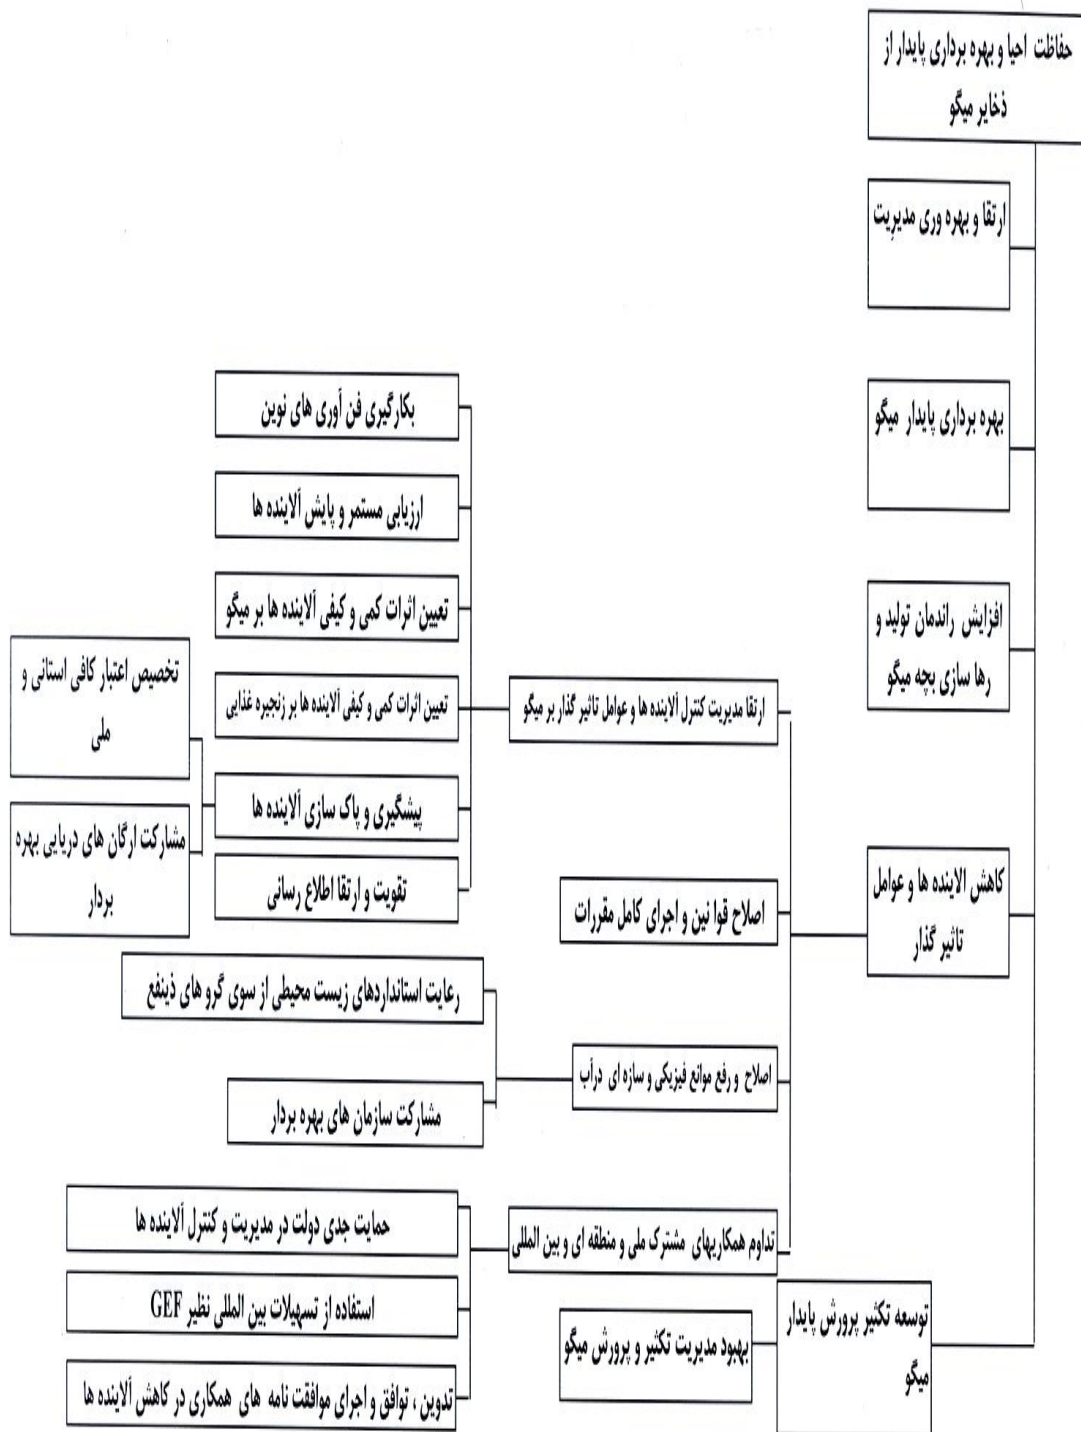 حفاظت احیا و بهره برداری پایدار از
ذخایر میگو
ارتقا و بهره وری مدیریت
بهره برداری پایدار میگو
افزایش راندمان تولید و
رها سازی بچه میگو
کاهش الاینده ها و عوامل
تاثیر گذار
ارتقا مدیریت کنترل آلاینده ها و عوامل تاثیر گذار بر میگو
بکارگیری فن آوری های نوین
ارزیابی مستمر و پایش آلاینده ها
تعیین اثرات کمی و کیفی آلاینده ها بر میگو
تعیین اثرات کمی و کیفی آلاینده ها بر زنجیره غذایی
پیشگیری و پاک سازی آلاینده ها
تخصیص اعتبار کافی استانی و
ملی
مشارکت ارگان های دریایی بهره
بردار
تقویت و ارتقا اطلاع رسانی
اصلاح قوا نین و اجرای کامل مقررات
اصلاح و رفع موانع فیزیکی و سازه ای درآب
رعایت استانداردهای زیست محیطی از سوی گرو های ذینفع
مشارکت سازمان های بهره بردار
تداوم همکاریهای مشترک ملی و منطقه ای و بین المللی
حمایت جدی دولت در مدیریت و کنترل آلاینده ها
استفاده از تسهیلات بین المللی نظیر GEF
تدوین ، توافق و اجرای موافقت نامه های همکاری در کاهش آلاینده ها
توسعه تکثیر پرورش پایدار
میگو
بهبود مدیریت تکثیر و پرورش میگو